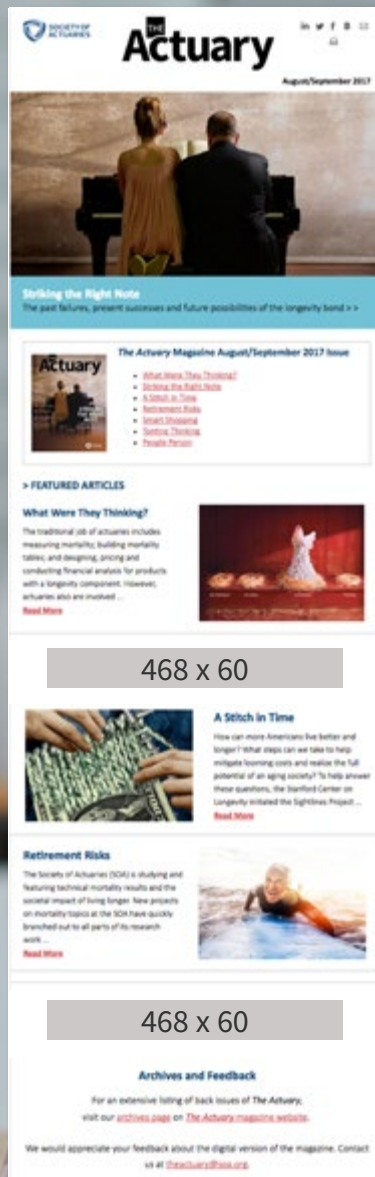 SOCIETY OF
ACTUARIES
THE
Actuary
August/September 2017
Striking the Right Note
The past failures, present successes and future possibilities of the longevity bond > >
Actuary
The Actuary Magazine August/September 2017 Issue
What Were They Thinking?
Striking the Right Note
A Stitch in Time
Retirement Risks
Smart Shopping
Tontine Thinking
People Person
> FEATURED ARTICLES
What Were They Thinking?
The traditional job of actuaries includes
measuring mortality; building mortality
tables; and designing, pricing and
conducting financial analysis for products
with a longevity component. However,
actuaries also are involved ...
Read More
468 x 60
A Stitch in Time
How can more Americans live better and
longer? What steps can we take to help
mitigate looming costs and realize the full
potential of an aging society? To help answer
these questions, the Stanford Center on
Longevity initiated the Sightlines Project ...
Read More
Retirement Risks
The Society of Actuaries (SOA) is studying and
featuring technical mortality results and the
societal impact of living longer. New projects
on mortality topics at the SOA have quickly
branched out to all parts of its research
work ...
Read More
468 x 60
Archives and Feedback
For an extensive listing of back issues of The Actuary,
visit our archives page on The Actuary magazine website.
We would appreciate your feedback about the digital version of the magazine. Contact
us at theactuary@soa.org.